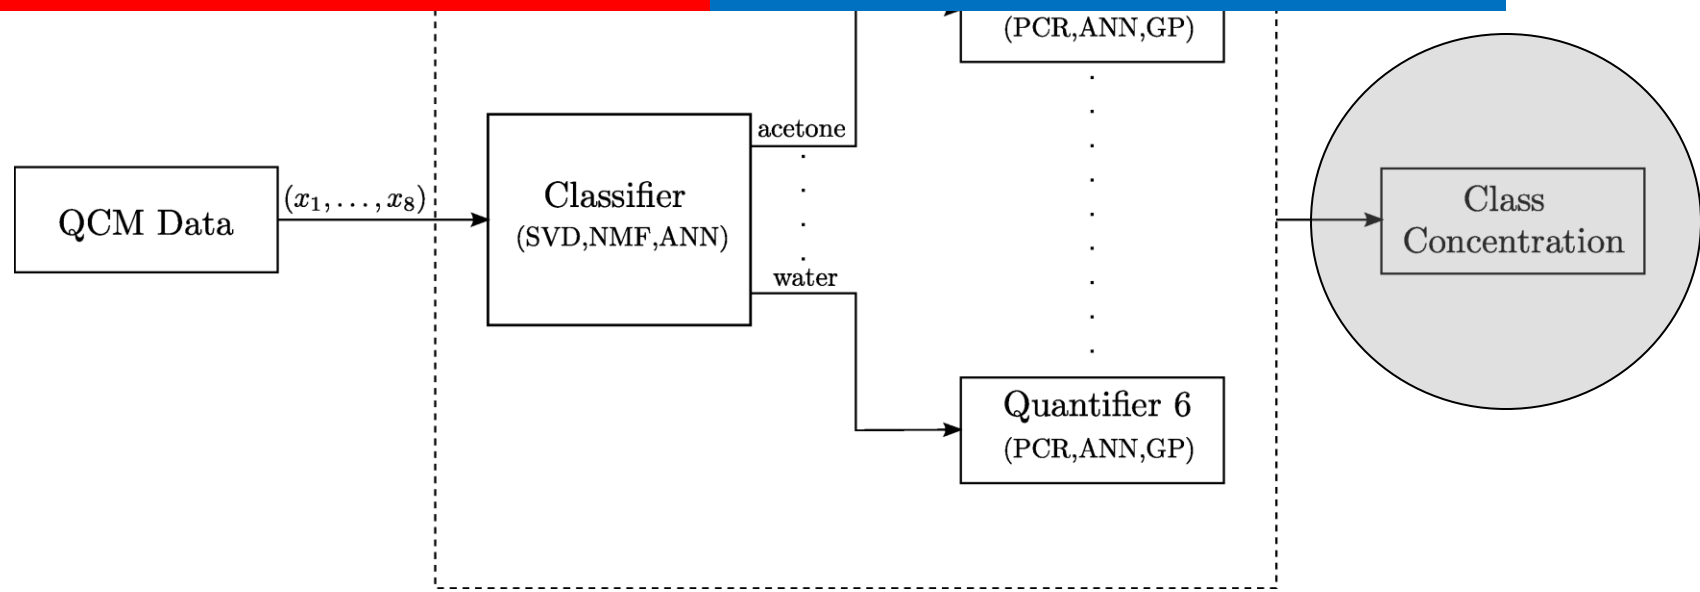 (PCR,ANN,GP)
acetone
QCM Data
(x₁,...,x₈)
Classifier
(SVD,NMF,ANN)
water
Class
Concentration
Quantifier 6
(PCR,ANN,GP)